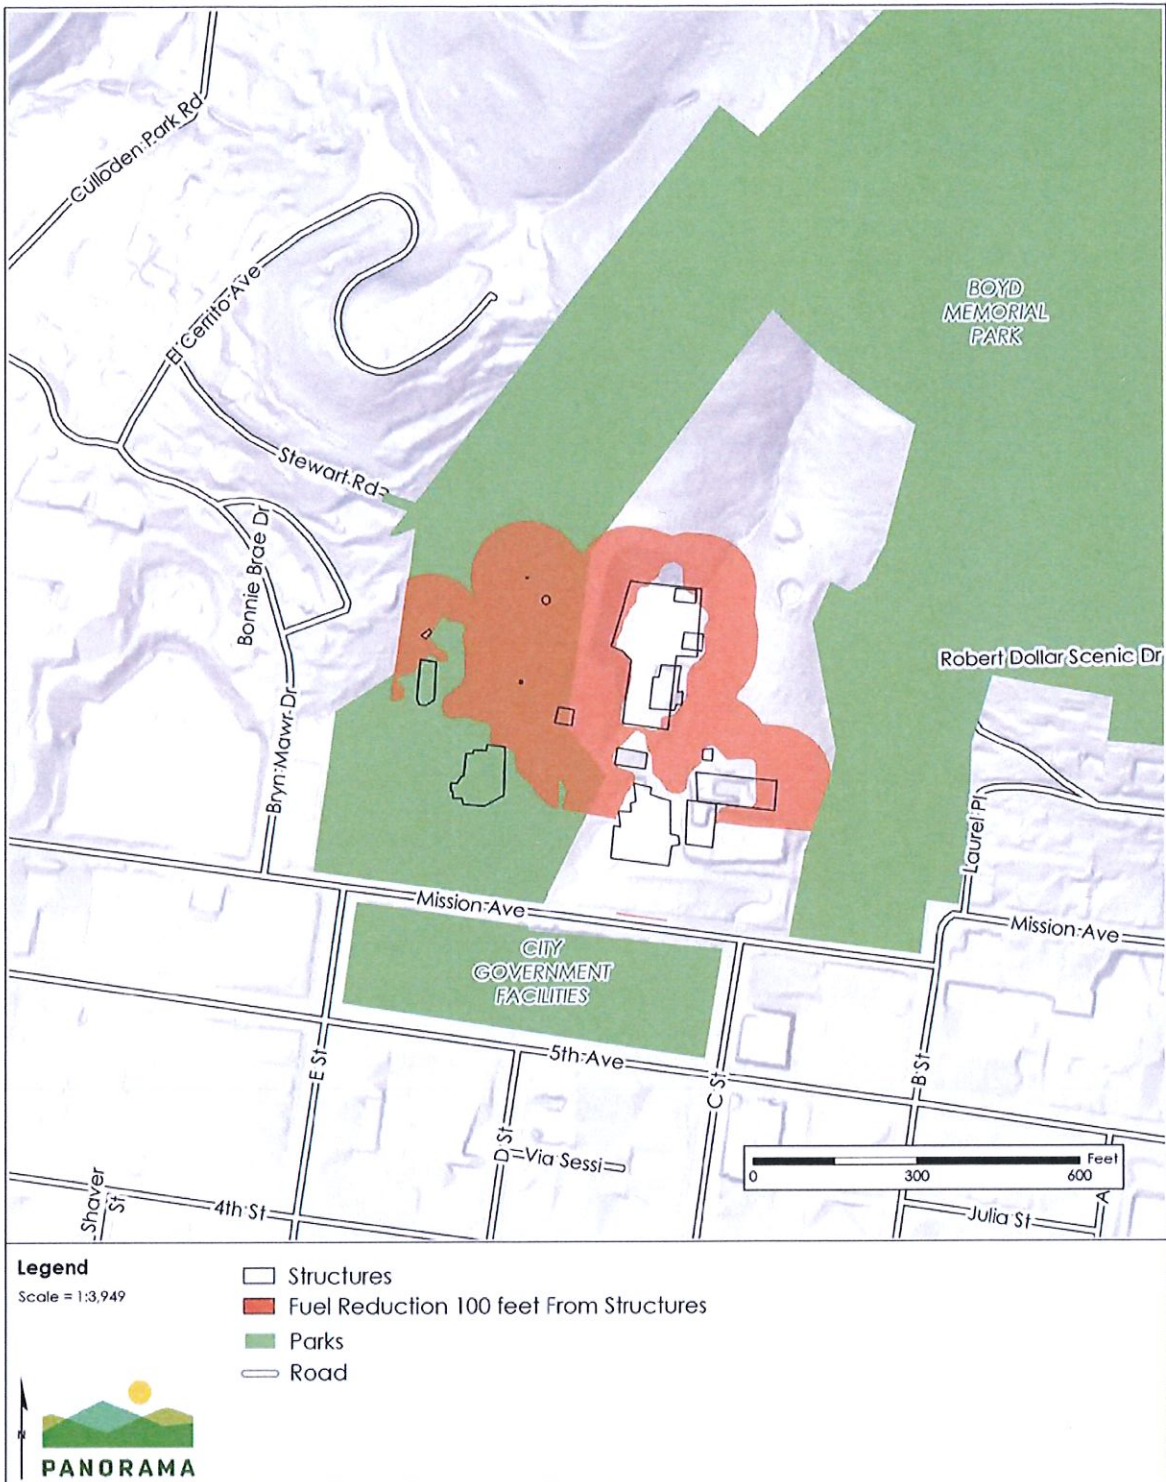 Culloden Park Rd
El Cerrito Ave
BOYD
MEMORIAL
PARK
Stewart Rd
Bonnie Brae Dr
Robert Dollar Scenic Dr
Bryn Mawr Dr
Laurel Pl
Mission Ave
Mission Ave
CITY
GOVERNMENT
FACILITIES
5th Ave
E St
C St
B St
D St
Via Sessi
Feet
0 300 600
Shaver
St
4th St
Julia St
A
Legend
Scale = 1:3,949
Structures
Fuel Reduction 100 feet From Structures
Parks
Road
N
PANORAMA